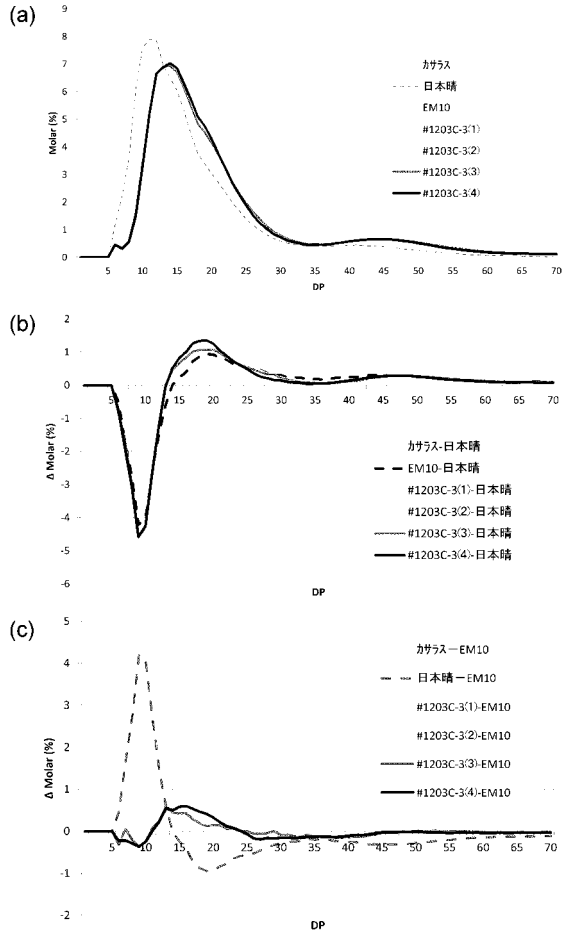 (a)
9
8
7
6
5
4
3
2
1
0
Molar (%)
5 10 15 20 25 30 35 40 45 50 55 60 65 70
DP
カサラス
日本晴
EM10
#1203C-3(1)
#1203C-3(2)
#1203C-3(3)
#1203C-3(4)
(b)
2
1
0
-1
-2
-3
-4
-5
-6
Δ Molar (%)
5 10 15 20 25 30 35 40 45 50 55 60 65 70
カサラス-日本晴
EM10-日本晴
#1203C-3(1)-日本晴
#1203C-3(2)-日本晴
#1203C-3(3)-日本晴
#1203C-3(4)-日本晴
DP
(c)
5
4
3
2
1
0
-1
-2
Δ Molar (%)
カサラス－EM10
日本晴－EM10
#1203C-3(1)-EM10
#1203C-3(2)-EM10
#1203C-3(3)-EM10
#1203C-3(4)-EM10
5 10 15 20 25 30 35 40 45 50 55 60 65 70
DP